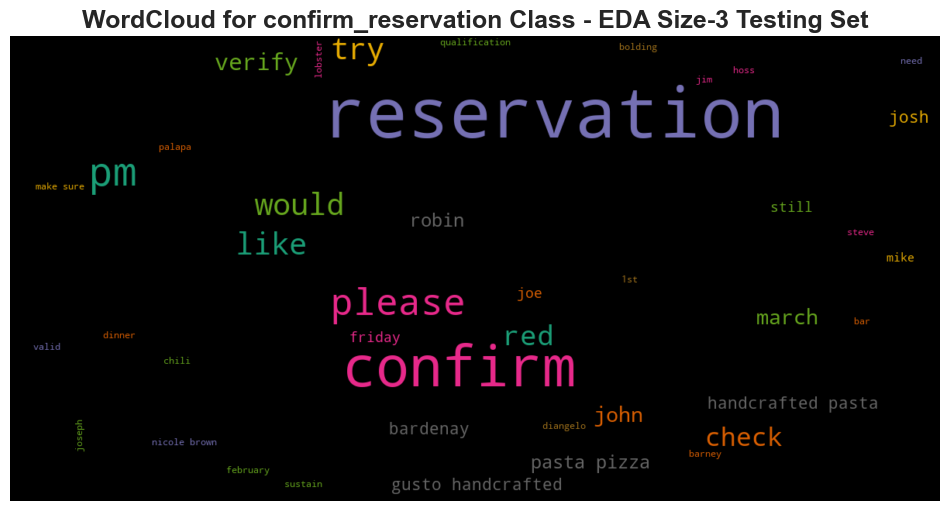 WordCloud for confirm_reservation Class - EDA Size-3 Testing Set
qualification
bolding
try
lobster
verify
need
hoss
jim
reservation
josh
palapa
pm
make sure
would
robin
still
like
steve
mike
1st
please
joe
march
bar
friday
red
dinner
valid
chili
confirm
handcrafted pasta
john
bardenay
diangelo
check
joseph
nicole brown
barney
pasta pizza
february
sustain
gusto handcrafted